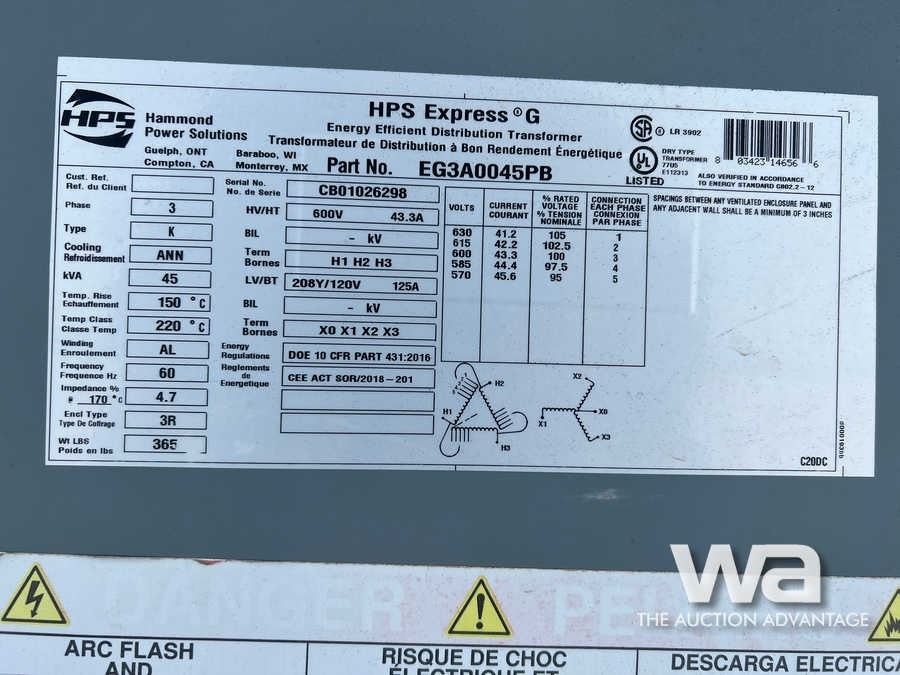 HPS
Hammond
Power Solutions
Guelph, ONT
Compton, CA
Baraboo, WI
Monterrey, MX
HPS Express G
Energy Efficient Distribution Transformer
Transformateur de Distribution à Bon Rendement Énergétique
Part No. EG3A0045PB
LR 3902
DRY TYPE
TRANSFORMER
7705
E112313
UL
LISTED
8 03423 14656 6
ALSO VERIFIED IN ACCORDANCE
TO ENERGY STANDARD C802.2-12
Cust. Ref.
Ref. du Client
Phase 3
Type K
Cooling ANN
Refroidissement
kVA 45
Temp. Rise 150 °C
Echauffement
Temp Class 220 °C
Classe Temp
Winding AL
Enroulement
Frequency 60
Frequence Hz
Impedance % 4.7
@ 170 °C
Encl Type 3R
Type De Coffrage
Wt LBS 365
Poids en lbs
Serial No. CB01026298
No. de Serie
HV/HT 600V 43.3A
BIL - kV
Term H1 H2 H3
Bornes
LV/BT 208Y/120V 125A
BIL - kV
Term X0 X1 X2 X3
Bornes
Energy DOE 10 CFR PART 431:2016
Regulations
Reglements CEE ACT SOR/2018-201
de
Energetique
VOLTS
CURRENT
COURANT
% RATED
VOLTAGE
% TENSION
NOMINALE
CONNECTION
EACH PHASE
CONNEXION
PAR PHASE
630 41.2 105 1
615 42.2 102.5 2
600 43.3 100 3
585 44.4 97.5 4
570 45.6 95 5
SPACINGS BETWEEN ANY VENTILATED ENCLOSURE PANEL AND
ANY ADJACENT WALL SHALL BE A MINIMUM OF 3 INCHES
H2
H1
H3
X2
X0
X1
X3
C20DC
wa
THE AUCTION ADVANTAGE
DANGER
ARC FLASH
AND
RISQUE DE CHOC
ÉLECTRIQUE ET
DESCARGA ELECTRICA